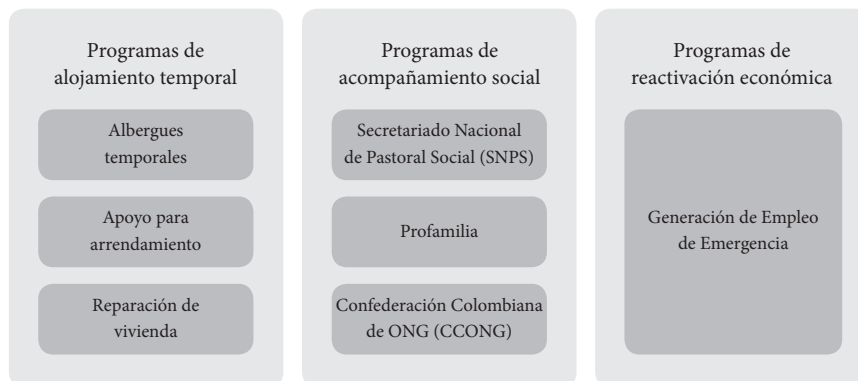 Programas de
alojamiento temporal
Albergues
temporales
Apoyo para
arrendamiento
Reparación de
vivienda
Programas de
acompañamiento social
Secretariado Nacional
de Pastoral Social (SNPS)
Profamilia
Confederación Colombiana
de ONG (CCONG)
Programas de
reactivación económica
Generación de Empleo
de Emergencia